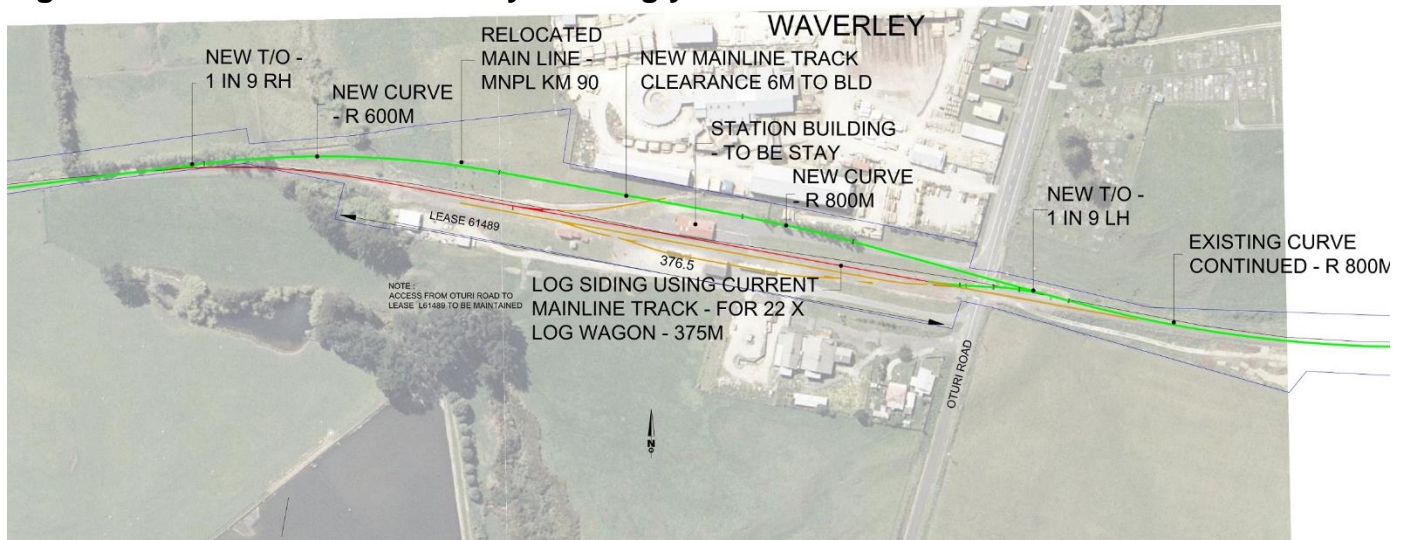 WAVERLEY
NEW T/O -
1 IN 9 RH
NEW CURVE
- R 600M
RELOCATED
MAIN LINE -
MNPL KM 90
NEW MAINLINE TRACK
CLEARANCE 6M TO BLD
STATION BUILDING
- TO BE STAY
NEW CURVE
- R 800M
NEW T/O -
1 IN 9 LH
EXISTING CURVE
CONTINUED - R 800M
LEASE 61489
376.5
NOTE :
ACCESS FROM OTURI ROAD TO
LEASE L61489 TO BE MAINTAINED
LOG SIDING USING CURRENT
MAINLINE TRACK - FOR 22 X
LOG WAGON - 375M
OTURI ROAD
N